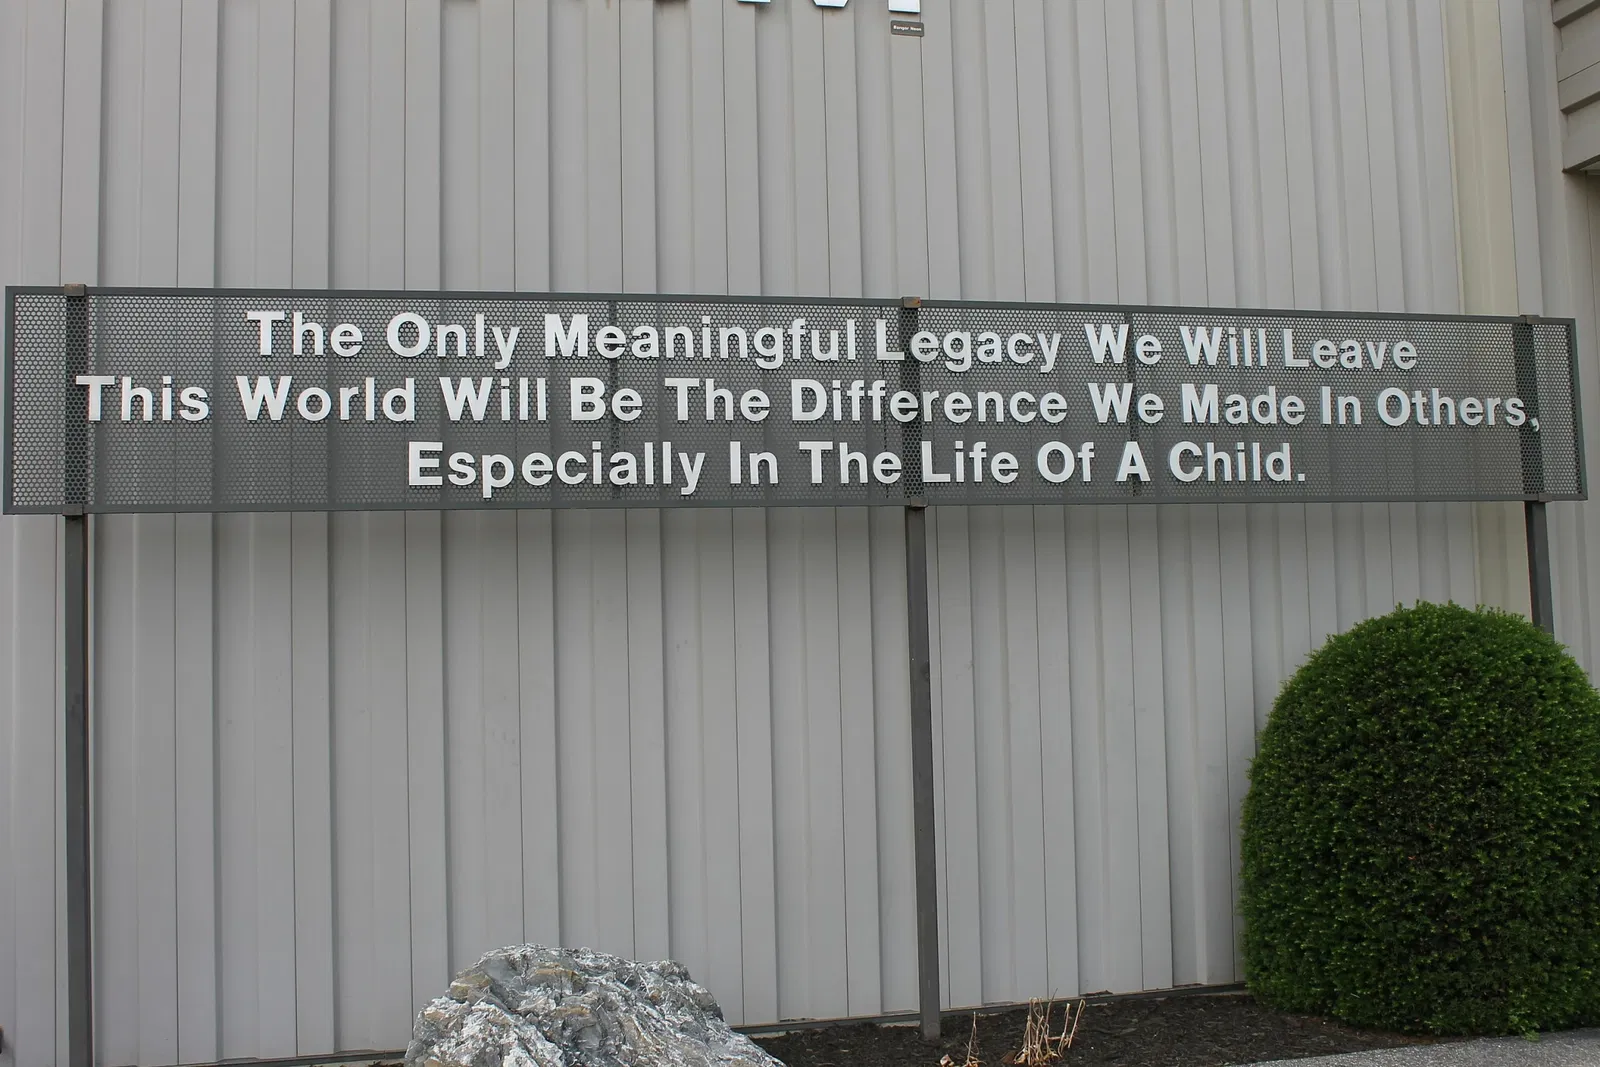 The Only Meaningful Legacy We Will Leave
This World Will Be The Difference We Made In Others,
Especially In The Life Of A Child.